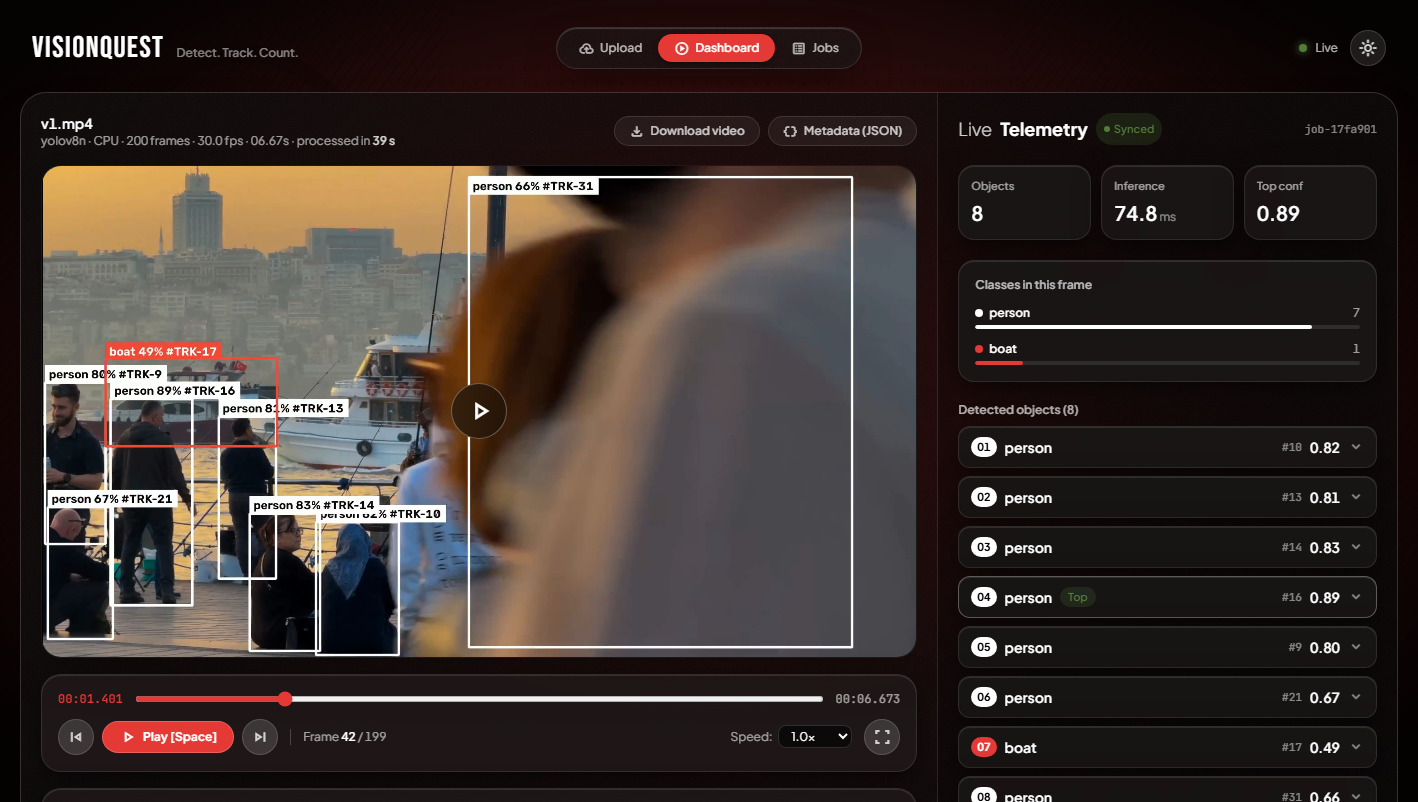 VISIONQUEST Detect. Track. Count.
Upload Dashboard Jobs
Live
v1.mp4
yolov8n · CPU · 200 frames · 30.0 fps · 06.67s · processed in 39 s
Download video
Metadata (JSON)
person 66% #TRK-31
boat 49% #TRK-17
person 80% #TRK-9
person 89% #TRK-16
person 81% #TRK-13
person 67% #TRK-21
person 83% #TRK-14
person 82% #TRK-10
00:01.401
00:06.673
Play [Space]
Frame 42 / 199
Speed: 1.0×
Live Telemetry Synced job-17fa901
Objects
8
Inference
74.8 ms
Top conf
0.89
Classes in this frame
person 7
boat 1
Detected objects (8)
01 person #10 0.82
02 person #13 0.81
03 person #14 0.83
04 person Top #16 0.89
05 person #9 0.80
06 person #21 0.67
07 boat #17 0.49
08 person #31 0.66